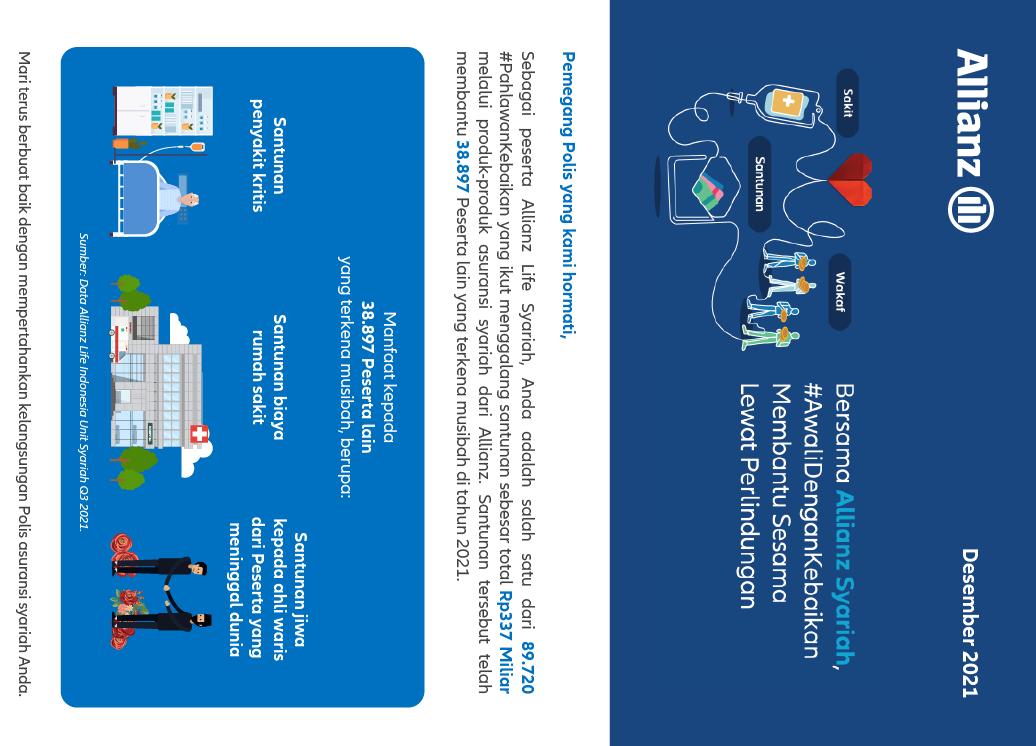 Allianz
Desember 2021
Sakit
Santunan
Wakaf
Bersama Allianz Syariah,
#AwaliDenganKebaikan
Membantu Sesama
Lewat Perlindungan
Pemegang Polis yang kami hormati,
Sebagai peserta Allianz Life Syariah, Anda adalah salah satu dari 89.720
#PahlawanKebaikan yang ikut menggalang santunan sebesar total Rp337 Miliar
melalui produk-produk asuransi syariah dari Allianz. Santunan tersebut telah
membantu 38.897 Peserta lain yang terkena musibah di tahun 2021.
Manfaat kepada
38.897 Peserta lain
yang terkena musibah, berupa:
Santunan
penyakit kritis
Santunan biaya
rumah sakit
Santunan jiwa
kepada ahli waris
dari Peserta yang
meninggal dunia
Sumber: Data Allianz Life Indonesia Unit Syariah Q3 2021.
Mari terus berbuat baik dengan mempertahankan kelangsungan Polis asuransi syariah Anda.